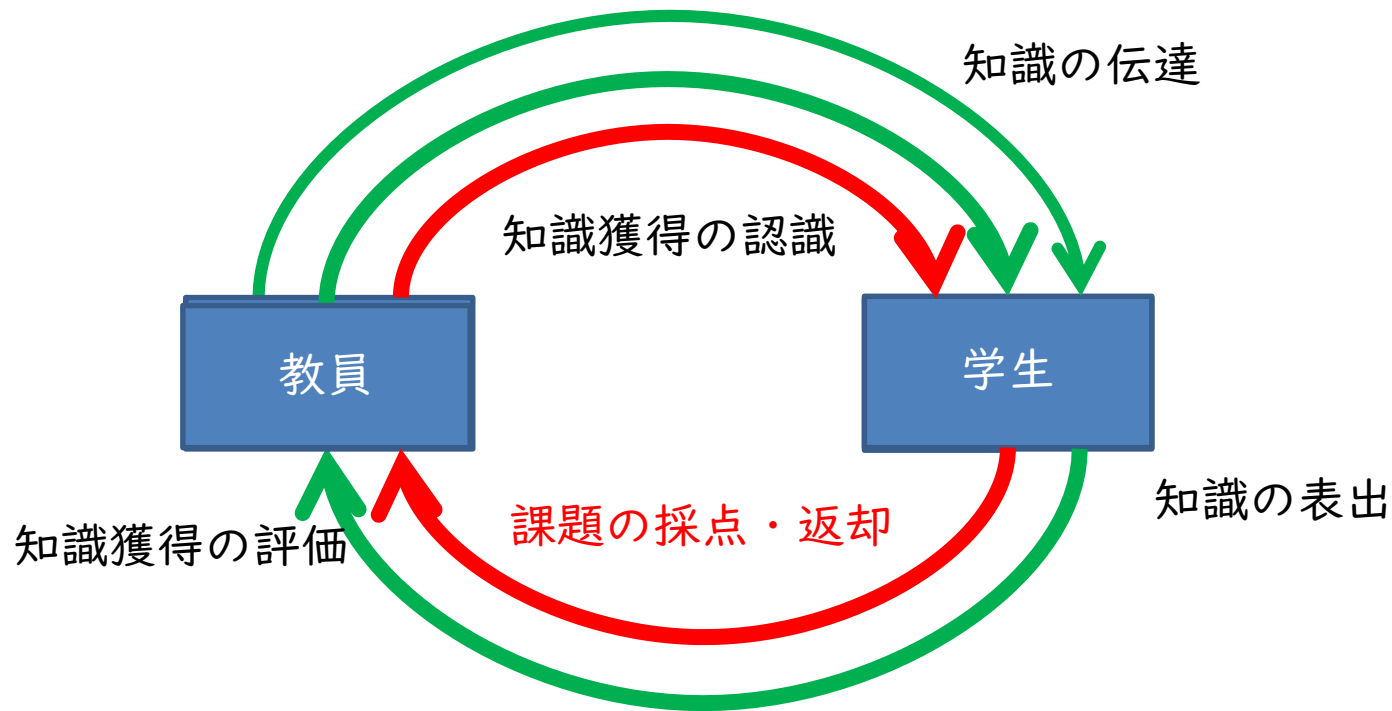 知識の伝達
知識獲得の認識
教員
学生
知識の表出
課題の採点・返却
知識獲得の評価